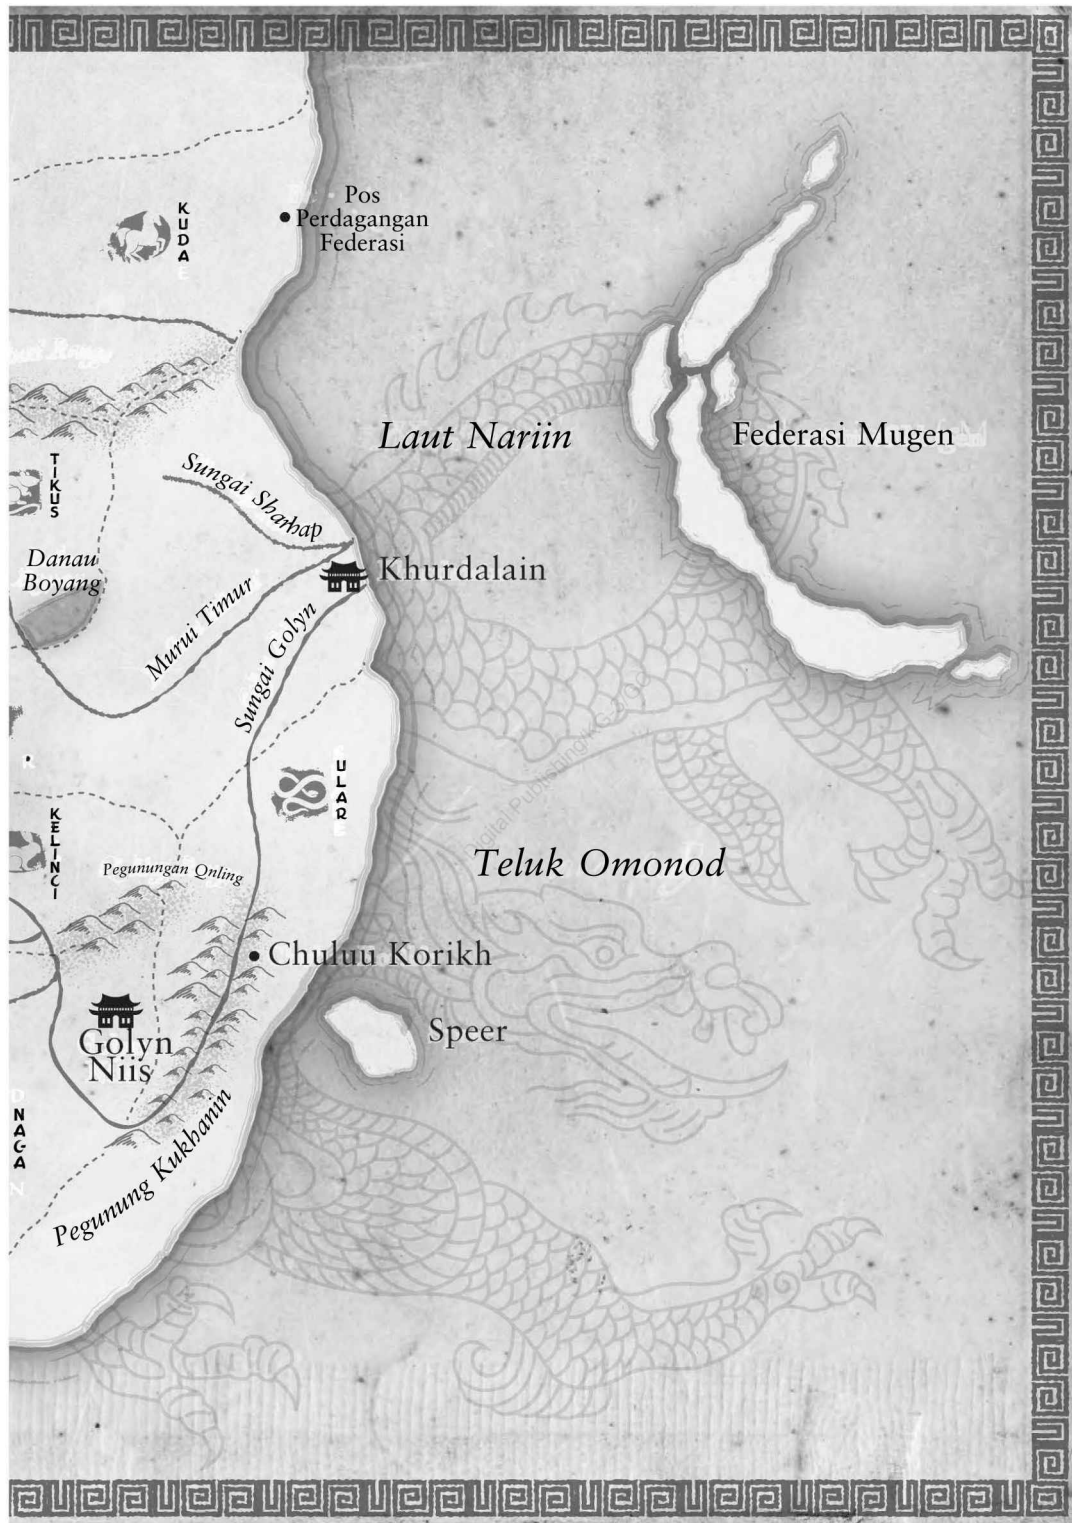 Pos
Perdagangan
Federasi
KUDA
Laut Nariin
Federasi Mugen
TIKUS
Sungai Sharhap
Danau
Boyang
Khurdalain
Murui Timur
Sungai Golyn
ULAR
KELINCI
Pegunungan Qnling
Teluk Omonod
Chuluu Korikh
Golyn
Niis
Speer
NAGA
Pegunung Kukhanin